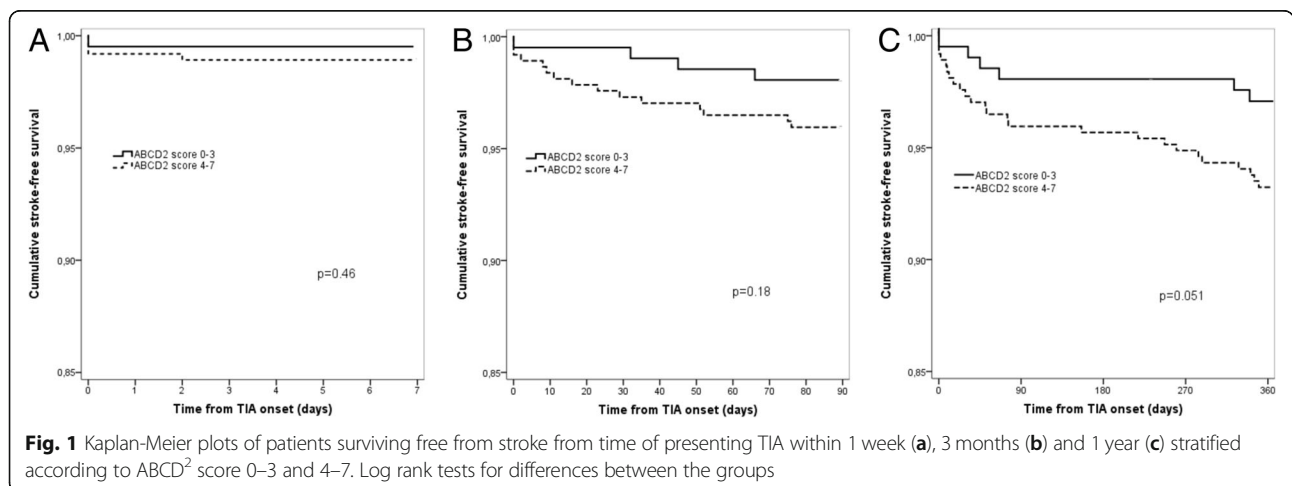 A
Cumulative stroke-free survival
1,00
0,95
0,90
0,85
ABCD2 score 0-3
ABCD2 score 4-7
p=0.46
0 1 2 3 4 5 6 7
Time from TIA onset (days)
B
Cumulative stroke-free survival
1,00
0,95
0,90
0,85
ABCD2 score 0-3
ABCD2 score 4-7
p=0.18
0 10 20 30 40 50 60 70 80 90
Time from TIA onset (days)
C
Cumulative stroke-free survival
1,00
0,95
0,90
0,85
ABCD2 score 0-3
ABCD2 score 4-7
p=0.051
0 90 180 270 360
Time from TIA onset (days)
Fig. 1 Kaplan-Meier plots of patients surviving free from stroke from time of presenting TIA within 1 week (a), 3 months (b) and 1 year (c) stratified
according to ABCD² score 0–3 and 4–7. Log rank tests for differences between the groups